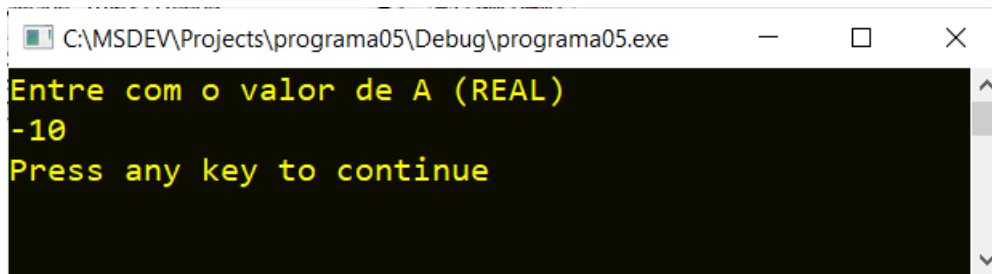 C:\MSDEV\Projects\programa05\Debug\programa05.exe
Entre com o valor de A (REAL)
-10
Press any key to continue